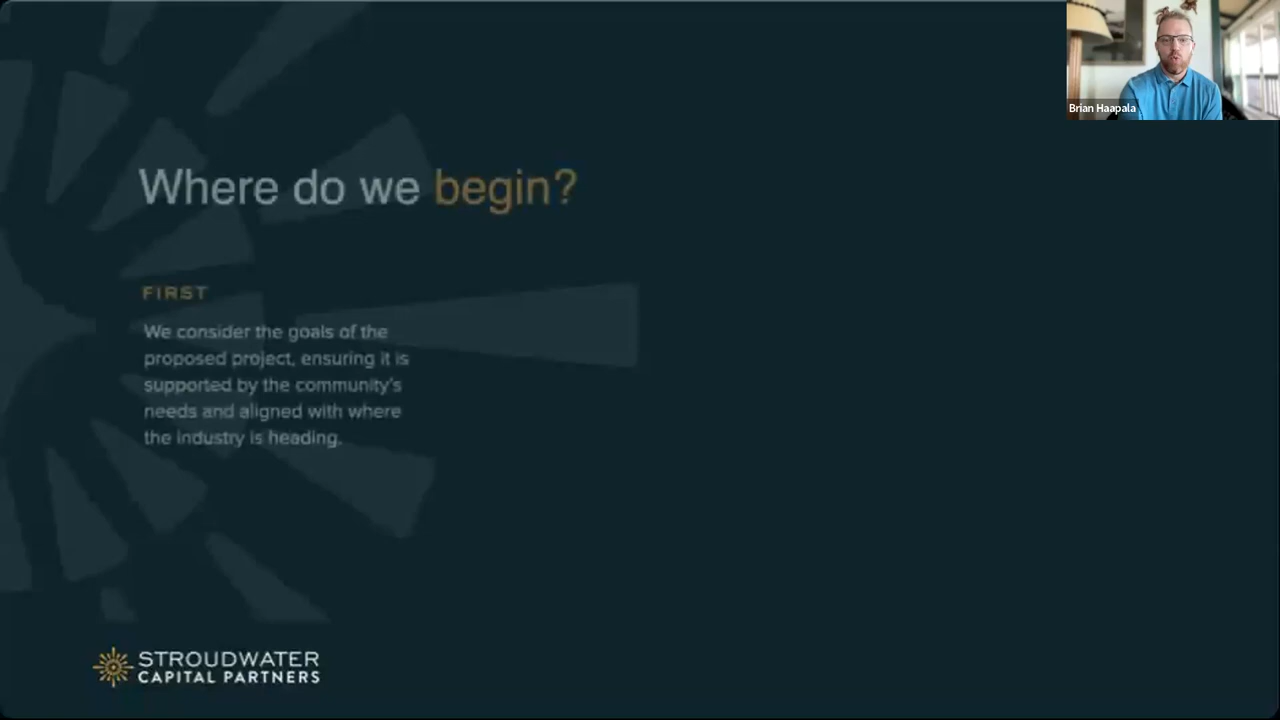 Brian Haapala
Where do we begin?
FIRST
We consider the goals of the
proposed project, ensuring it is
supported by the community's
needs and aligned with where
the industry is heading.
STROUDWATER
CAPITAL PARTNERS